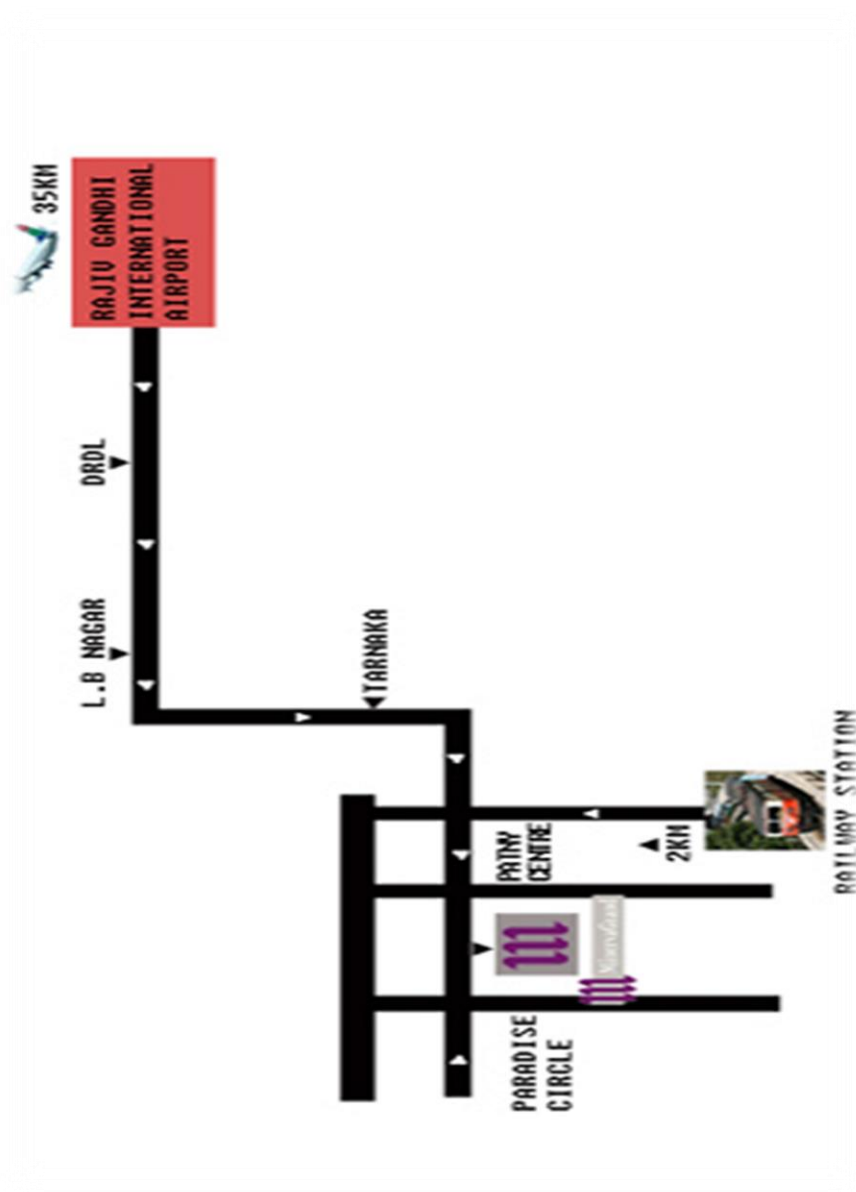 35KM
RAJIV GANDHI
INTERNATIONAL
AIRPORT
DRDL
L.B NAGAR
TARNAKA
PATNY
CENTRE
2KM
RAILWAY STATION
PARADISE
CIRCLE